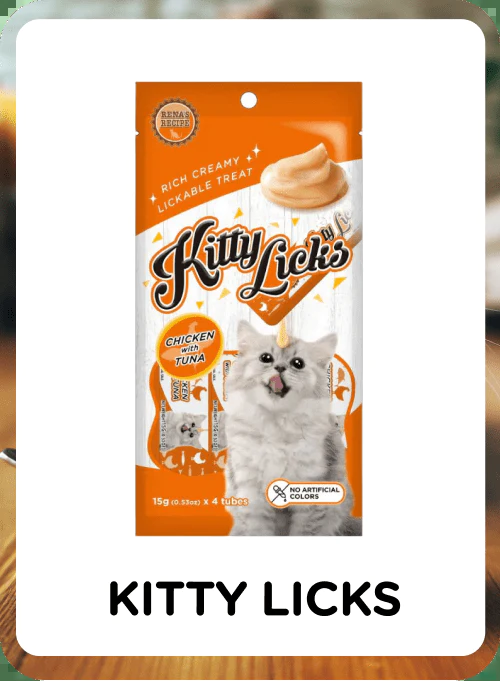 RENA'S
RECIPE
RICH CREAMY
LICKABLE TREAT
Kitty
Licks
CHICKEN
with
TUNA
NO ARTIFICIAL
COLORS
15g (0.53oz) x 4 tubes
KITTY LICKS